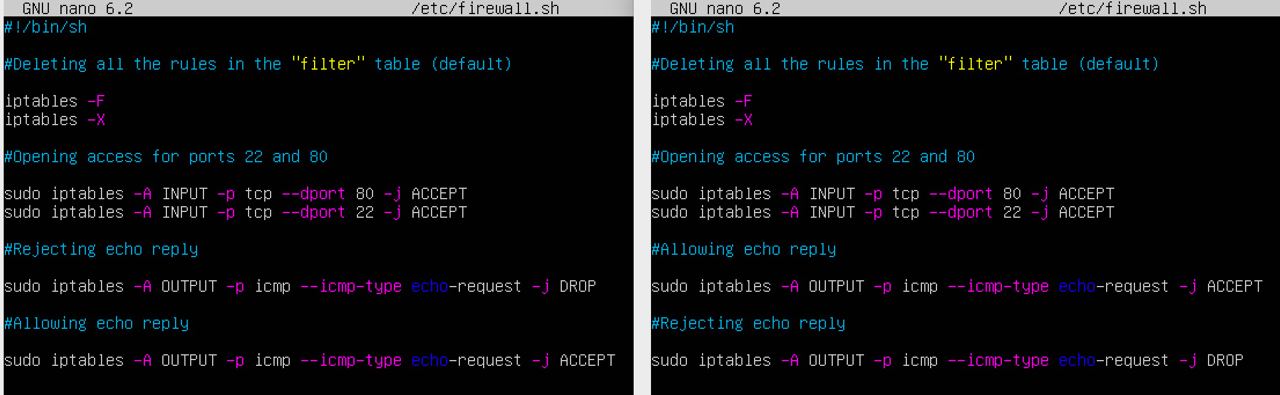 GNU nano 6.2 /etc/firewall.sh
#!/bin/sh
#Deleting all the rules in the "filter" table (default)
iptables -F
iptables -X
#Opening access for ports 22 and 80
sudo iptables -A INPUT -p tcp --dport 80 -j ACCEPT
sudo iptables -A INPUT -p tcp --dport 22 -j ACCEPT
#Rejecting echo reply
sudo iptables -A OUTPUT -p icmp --icmp-type echo-request -j DROP
#Allowing echo reply
sudo iptables -A OUTPUT -p icmp --icmp-type echo-request -j ACCEPT
GNU nano 6.2 /etc/firewall.sh
#!/bin/sh
#Deleting all the rules in the "filter" table (default)
iptables -F
iptables -X
#Opening access for ports 22 and 80
sudo iptables -A INPUT -p tcp --dport 80 -j ACCEPT
sudo iptables -A INPUT -p tcp --dport 22 -j ACCEPT
#Allowing echo reply
sudo iptables -A OUTPUT -p icmp --icmp-type echo-request -j ACCEPT
#Rejecting echo reply
sudo iptables -A OUTPUT -p icmp --icmp-type echo-request -j DROP